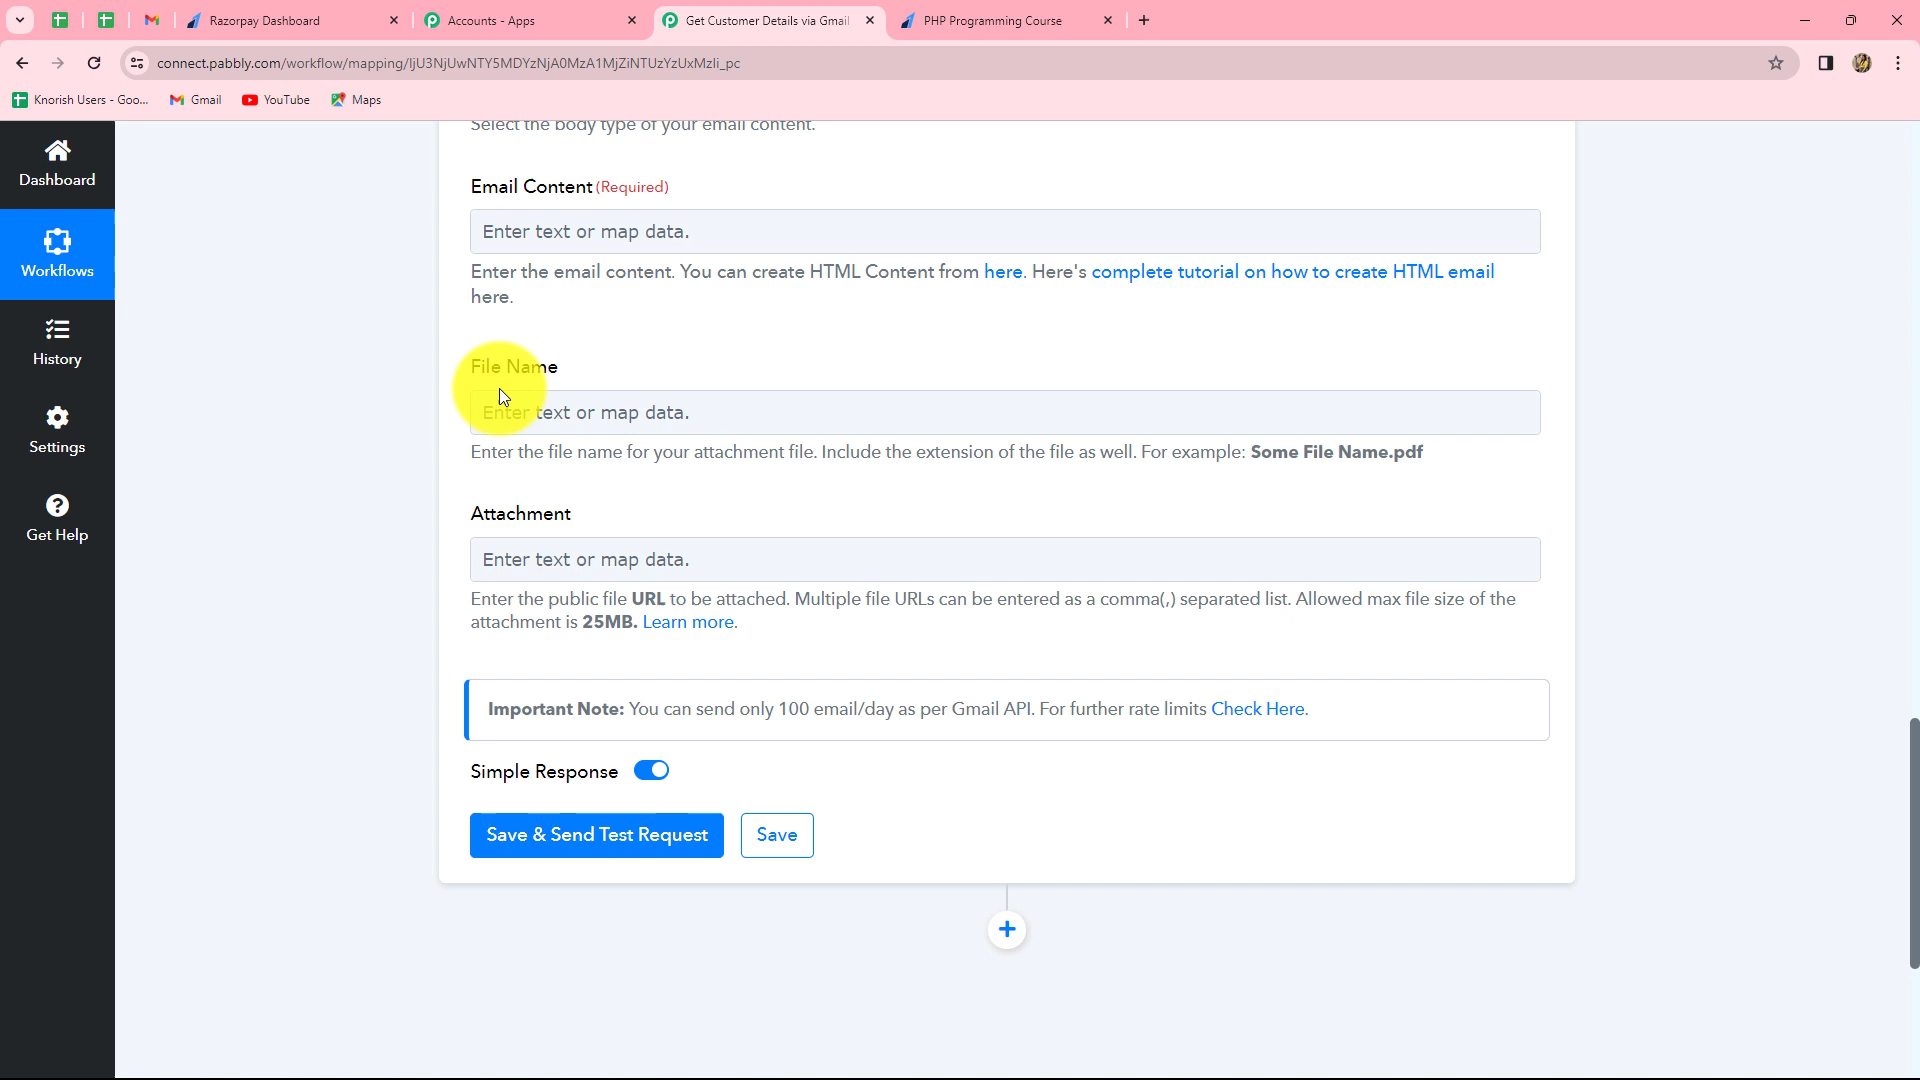 Razorpay Dashboard
Accounts - Apps
Get Customer Details via Gmail
PHP Programming Course
connect.pabbly.com/workflow/mapping/IjU3NjUwNTY5MDYzNjA0MzA1MjZiNTUzYzUxMzIi_pc
Knorish Users - Goo...
Gmail
YouTube
Maps
Dashboard
Workflows
History
Settings
Get Help
Select the body type of your email content.
Email Content (Required)
Enter text or map data.
Enter the email content. You can create HTML Content from here. Here's complete tutorial on how to create HTML email
here.
File Name
Enter text or map data.
Enter the file name for your attachment file. Include the extension of the file as well. For example: Some File Name.pdf
Attachment
Enter text or map data.
Enter the public file URL to be attached. Multiple file URLs can be entered as a comma(,) separated list. Allowed max file size of the
attachment is 25MB. Learn more.
Important Note: You can send only 100 email/day as per Gmail API. For further rate limits Check Here.
Simple Response
Save & Send Test Request
Save